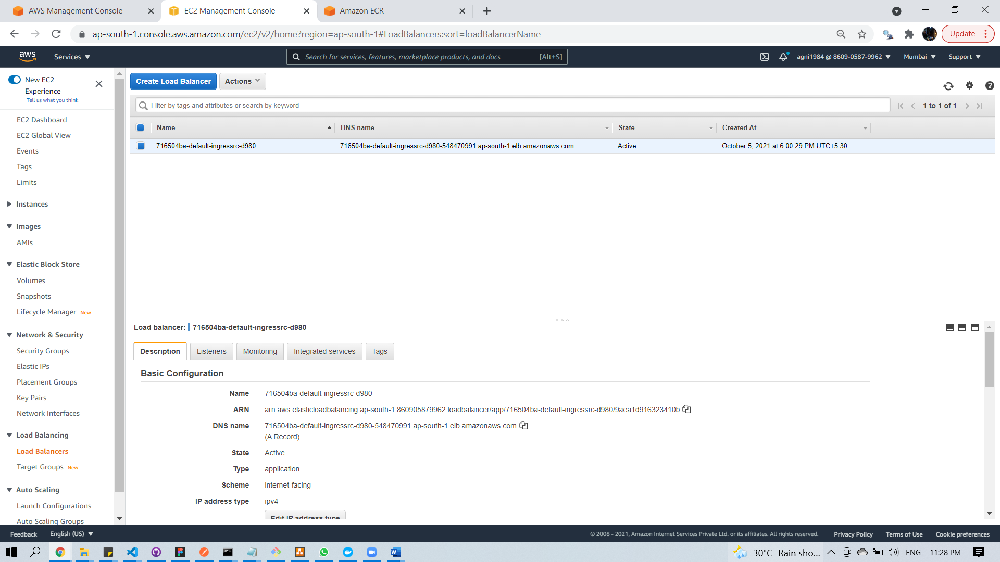 AWS Management Console
EC2 Management Console
Amazon ECR
ap-south-1.console.aws.amazon.com/ec2/v2/home?region=ap-south-1#LoadBalancers:sort=loadBalancerName
Update
aws
Services
Search for services, features, marketplace products, and docs
[Alt+S]
agni1984 @ 8609-0587-9962
Mumbai
Support
New EC2
Experience
Tell us what you think
EC2 Dashboard
EC2 Global View
Events
Tags
Limits
Instances
Images
AMIs
Elastic Block Store
Volumes
Snapshots
Lifecycle Manager New
Network & Security
Security Groups
Elastic IPs
Placement Groups
Key Pairs
Network Interfaces
Load Balancing
Load Balancers
Target Groups New
Auto Scaling
Launch Configurations
Auto Scaling Groups
Create Load Balancer
Actions
Filter by tags and attributes or search by keyword
1 to 1 of 1
Name
DNS name
State
Created At
716504ba-default-ingressrc-d980
716504ba-default-ingressrc-d980-548470991.ap-south-1.elb.amazonaws.com
Active
October 5, 2021 at 6:00:29 PM UTC+5:30
Load balancer: 716504ba-default-ingressrc-d980
Description
Listeners
Monitoring
Integrated services
Tags
Basic Configuration
Name 716504ba-default-ingressrc-d980
ARN arn:aws:elasticloadbalancing:ap-south-1:860905879962:loadbalancer/app/716504ba-default-ingressrc-d980/9aea1d916323410b
DNS name 716504ba-default-ingressrc-d980-548470991.ap-south-1.elb.amazonaws.com
(A Record)
State Active
Type application
Scheme internet-facing
IP address type ipv4
Edit IP address type
Feedback
English (US)
© 2008 - 2021, Amazon Internet Services Private Ltd. or its affiliates. All rights reserved.
Privacy Policy
Terms of Use
Cookie preferences
30°C Rain sho...
ENG
11:28 PM